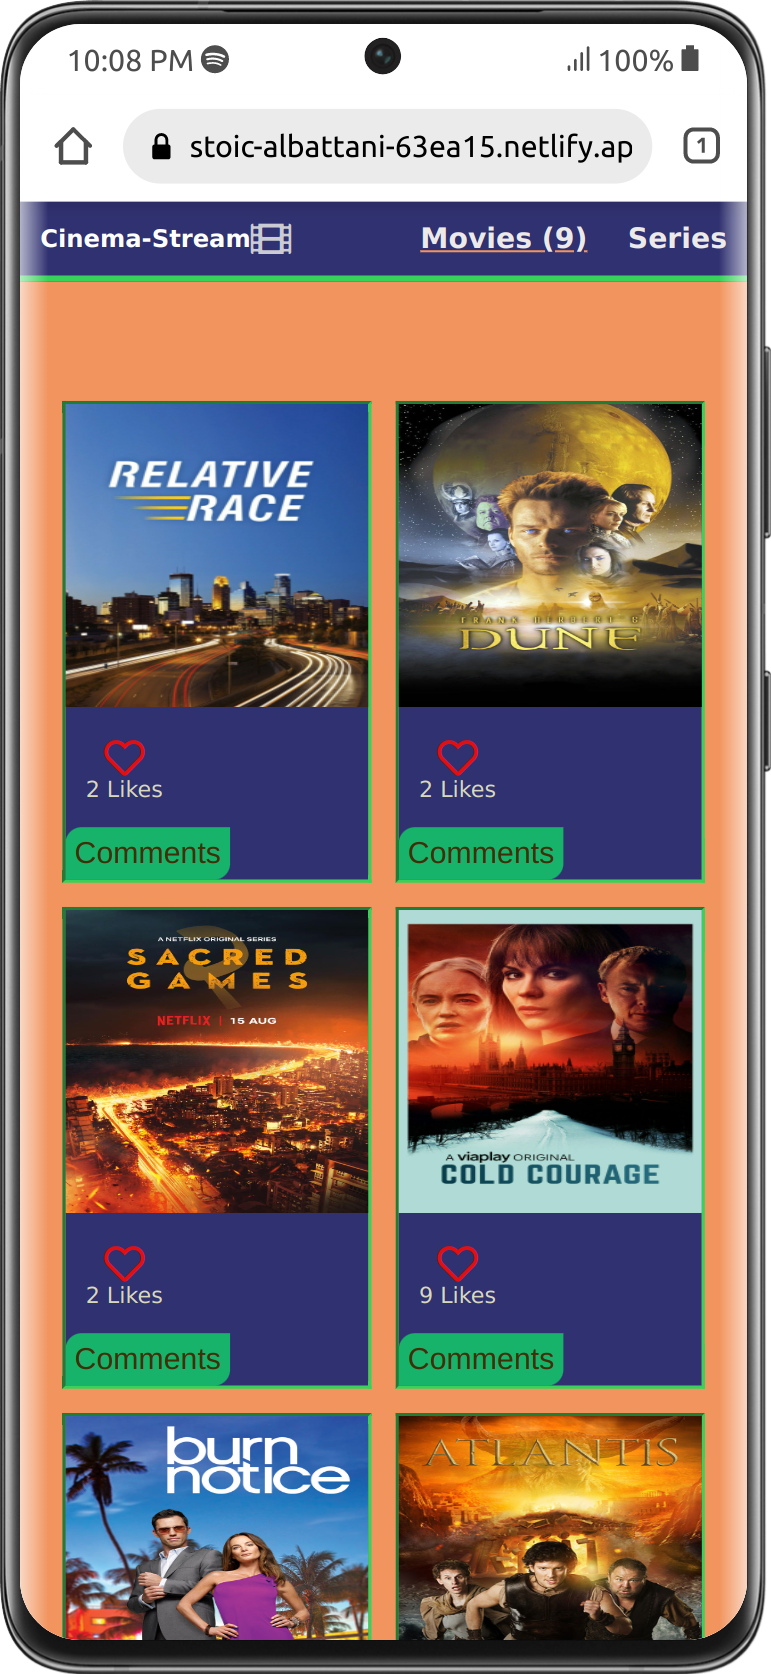 10:08 PM 100%
stoic-albattani-63ea15.netlify.ap
1
Cinema-Stream Movies (9) Series
RELATIVE
RACE
FRANK HERBERT'S
DUNE
2 Likes
Comments
2 Likes
Comments
A NETFLIX ORIGINAL SERIES
SACRED
GAMES
NETFLIX | 15 AUG
A viaplay ORIGINAL
COLD COURAGE
2 Likes
Comments
9 Likes
Comments
burn
notice
ATLANTIS